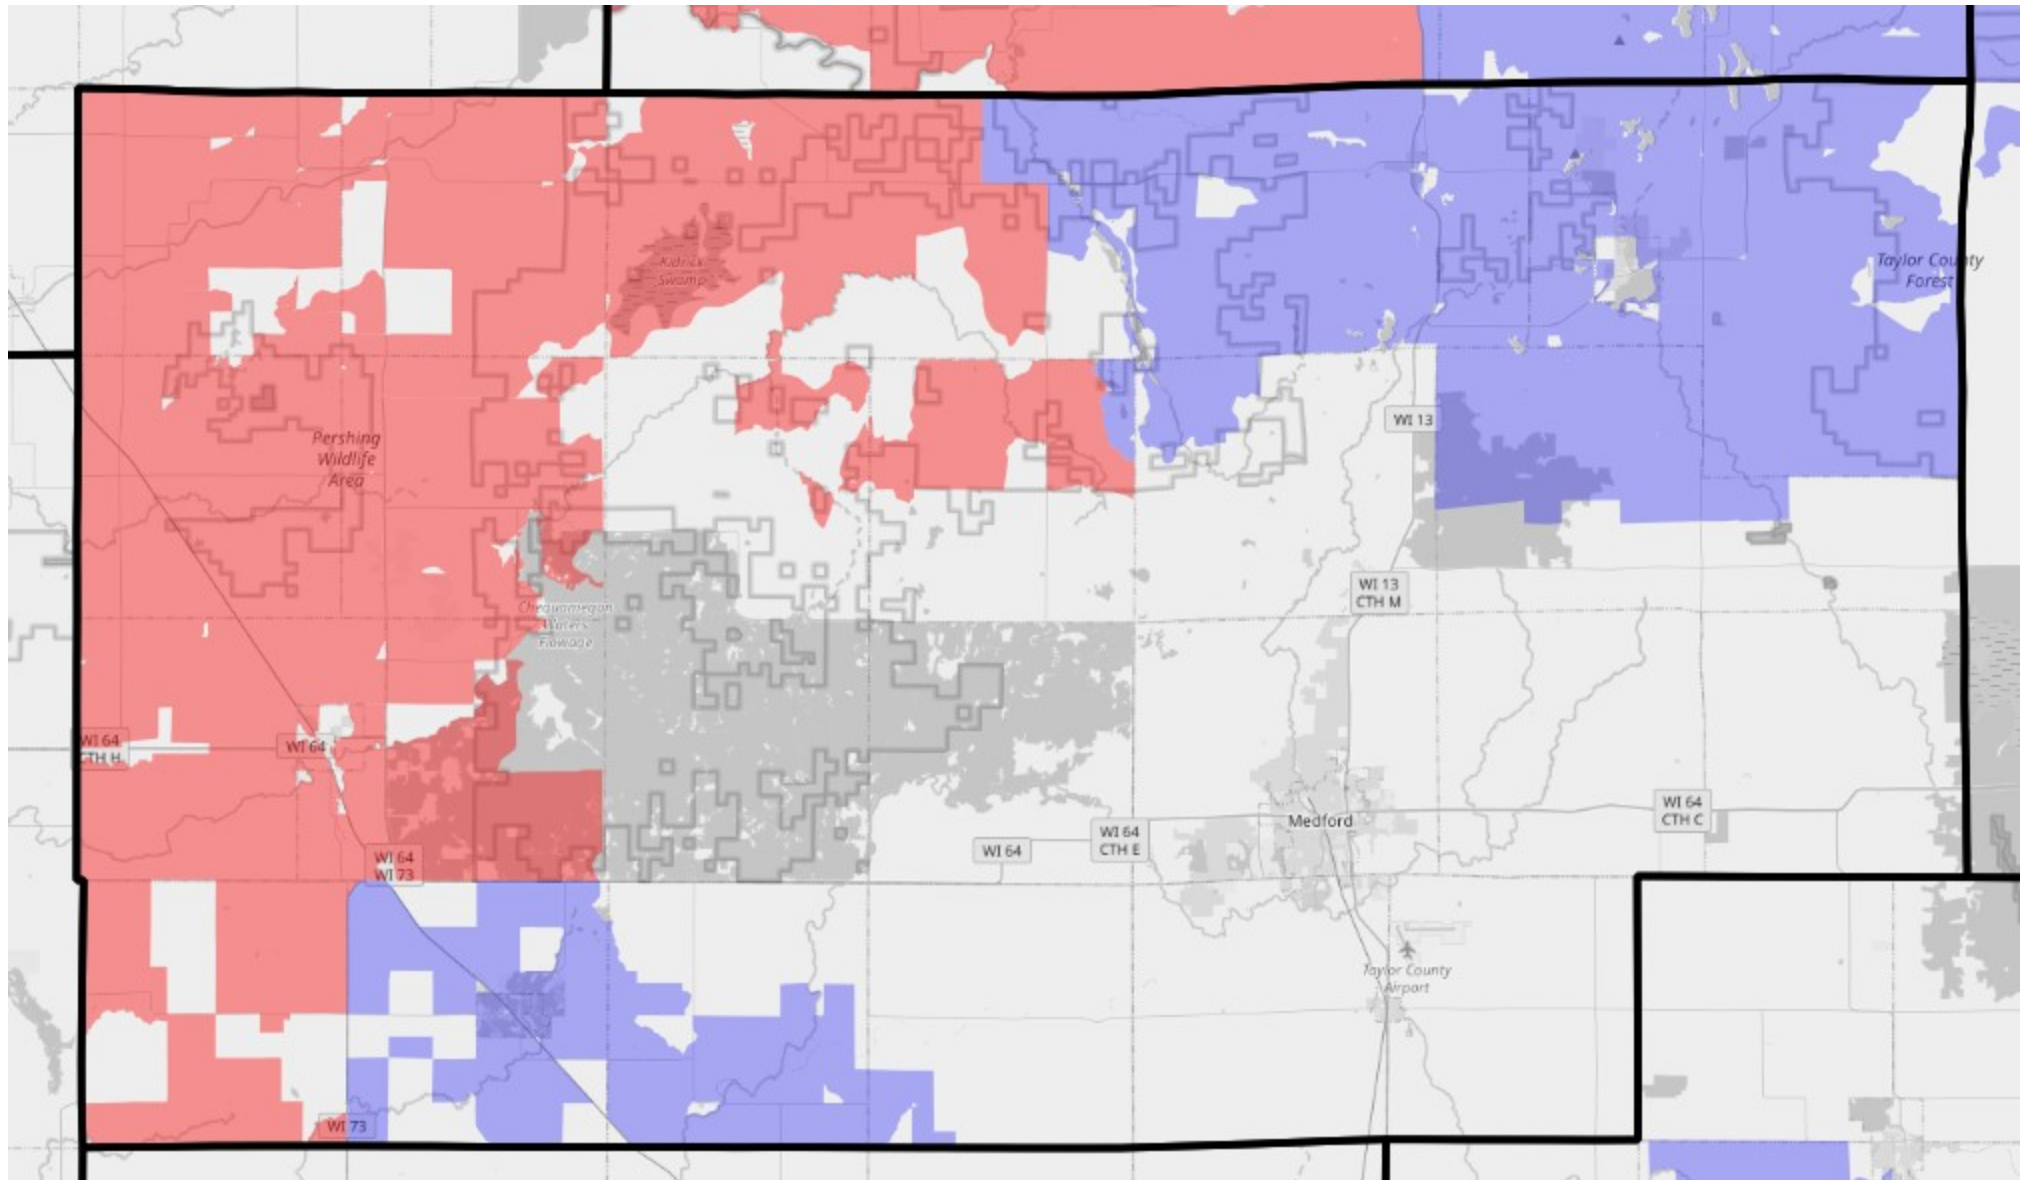 Kidrick
Swamp
Taylor County
Forest
WI 13
Pershing
Wildlife
Area
WI 13
CTH M
Chequamegon
Waters
Flowage
WI 64
CTH H
WI 64
WI 64
CTH C
Medford
WI 64
CTH E
WI 64
WI 64
WI 73
Taylor County
Airport
WI 73